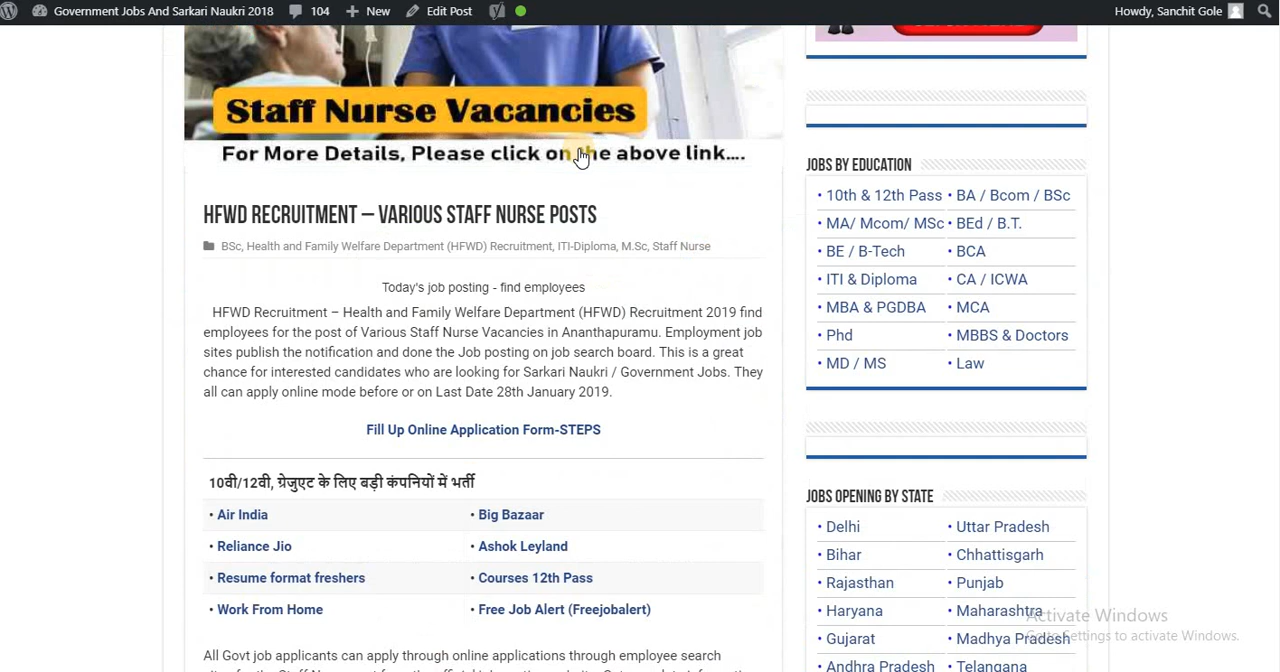 Government Jobs And Sarkari Naukri 2018 104 New Edit Post Howdy, Sanchit Gole
Staff Nurse Vacancies
For More Details, Please click on the above link....
HFWD RECRUITMENT – VARIOUS STAFF NURSE POSTS
BSc, Health and Family Welfare Department (HFWD) Recruitment, ITI-Diploma, M.Sc, Staff Nurse
Today's job posting - find employees
HFWD Recruitment – Health and Family Welfare Department (HFWD) Recruitment 2019 find
employees for the post of Various Staff Nurse Vacancies in Ananthapuramu. Employment job
sites publish the notification and done the Job posting on job search board. This is a great
chance for interested candidates who are looking for Sarkari Naukri / Government Jobs. They
all can apply online mode before or on Last Date 28th January 2019.
Fill Up Online Application Form-STEPS
10वी/12वी, ग्रेजुएट के लिए बड़ी कंपनियों में भर्ती
• Air India • Big Bazaar
• Reliance Jio • Ashok Leyland
• Resume format freshers • Courses 12th Pass
• Work From Home • Free Job Alert (Freejobalert)
All Govt job applicants can apply through online applications through employee search
JOBS BY EDUCATION
• 10th & 12th Pass • BA / Bcom / BSc
• MA/ Mcom/ MSc • BEd / B.T.
• BE / B-Tech • BCA
• ITI & Diploma • CA / ICWA
• MBA & PGDBA • MCA
• Phd • MBBS & Doctors
• MD / MS • Law
JOBS OPENING BY STATE
• Delhi • Uttar Pradesh
• Bihar • Chhattisgarh
• Rajasthan • Punjab
• Haryana • Maharashtra
• Gujarat • Madhya Pradesh
• Andhra Pradesh • Telangana
Activate Windows
Go to Settings to activate Windows.